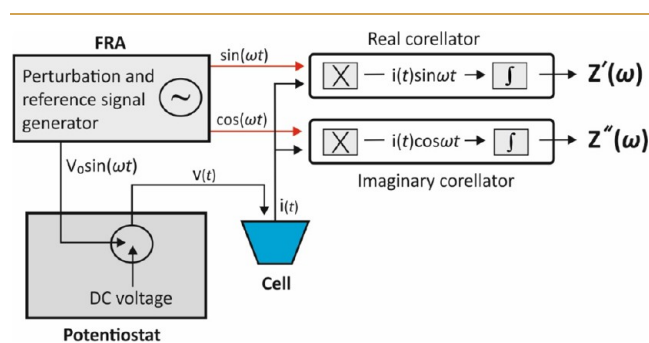 FRA
Real corellator
sin(ωt)
Perturbation and
reference signal
generator
~
X — i(t)sinωt → ∫
Z′(ω)
cos(ωt)
X — i(t)cosωt → ∫
Z″(ω)
V₀sin(ωt)
v(t)
i(t)
Imaginary corellator
DC voltage
Cell
Potentiostat